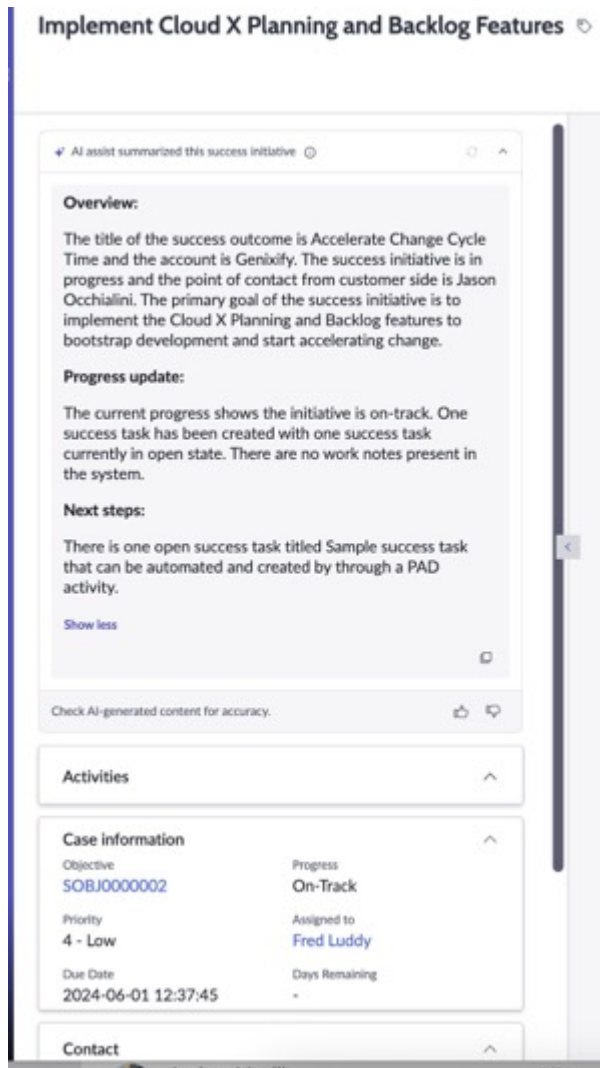 Implement Cloud X Planning and Backlog Features
AI assist summarized this success initiative
Overview:
The title of the success outcome is Accelerate Change Cycle
Time and the account is Genixify. The success initiative is in
progress and the point of contact from customer side is Jason
Occhialini. The primary goal of the success initiative is to
implement the Cloud X Planning and Backlog features to
bootstrap development and start accelerating change.
Progress update:
The current progress shows the initiative is on-track. One
success task has been created with one success task
currently in open state. There are no work notes present in
the system.
Next steps:
There is one open success task titled Sample success task
that can be automated and created by through a PAD
activity.
Show less
Check AI-generated content for accuracy.
Activities
Case information
Objective Progress
SOBJ0000002 On-Track
Priority Assigned to
4 - Low Fred Luddy
Due Date Days Remaining
2024-06-01 12:37:45 -
Contact